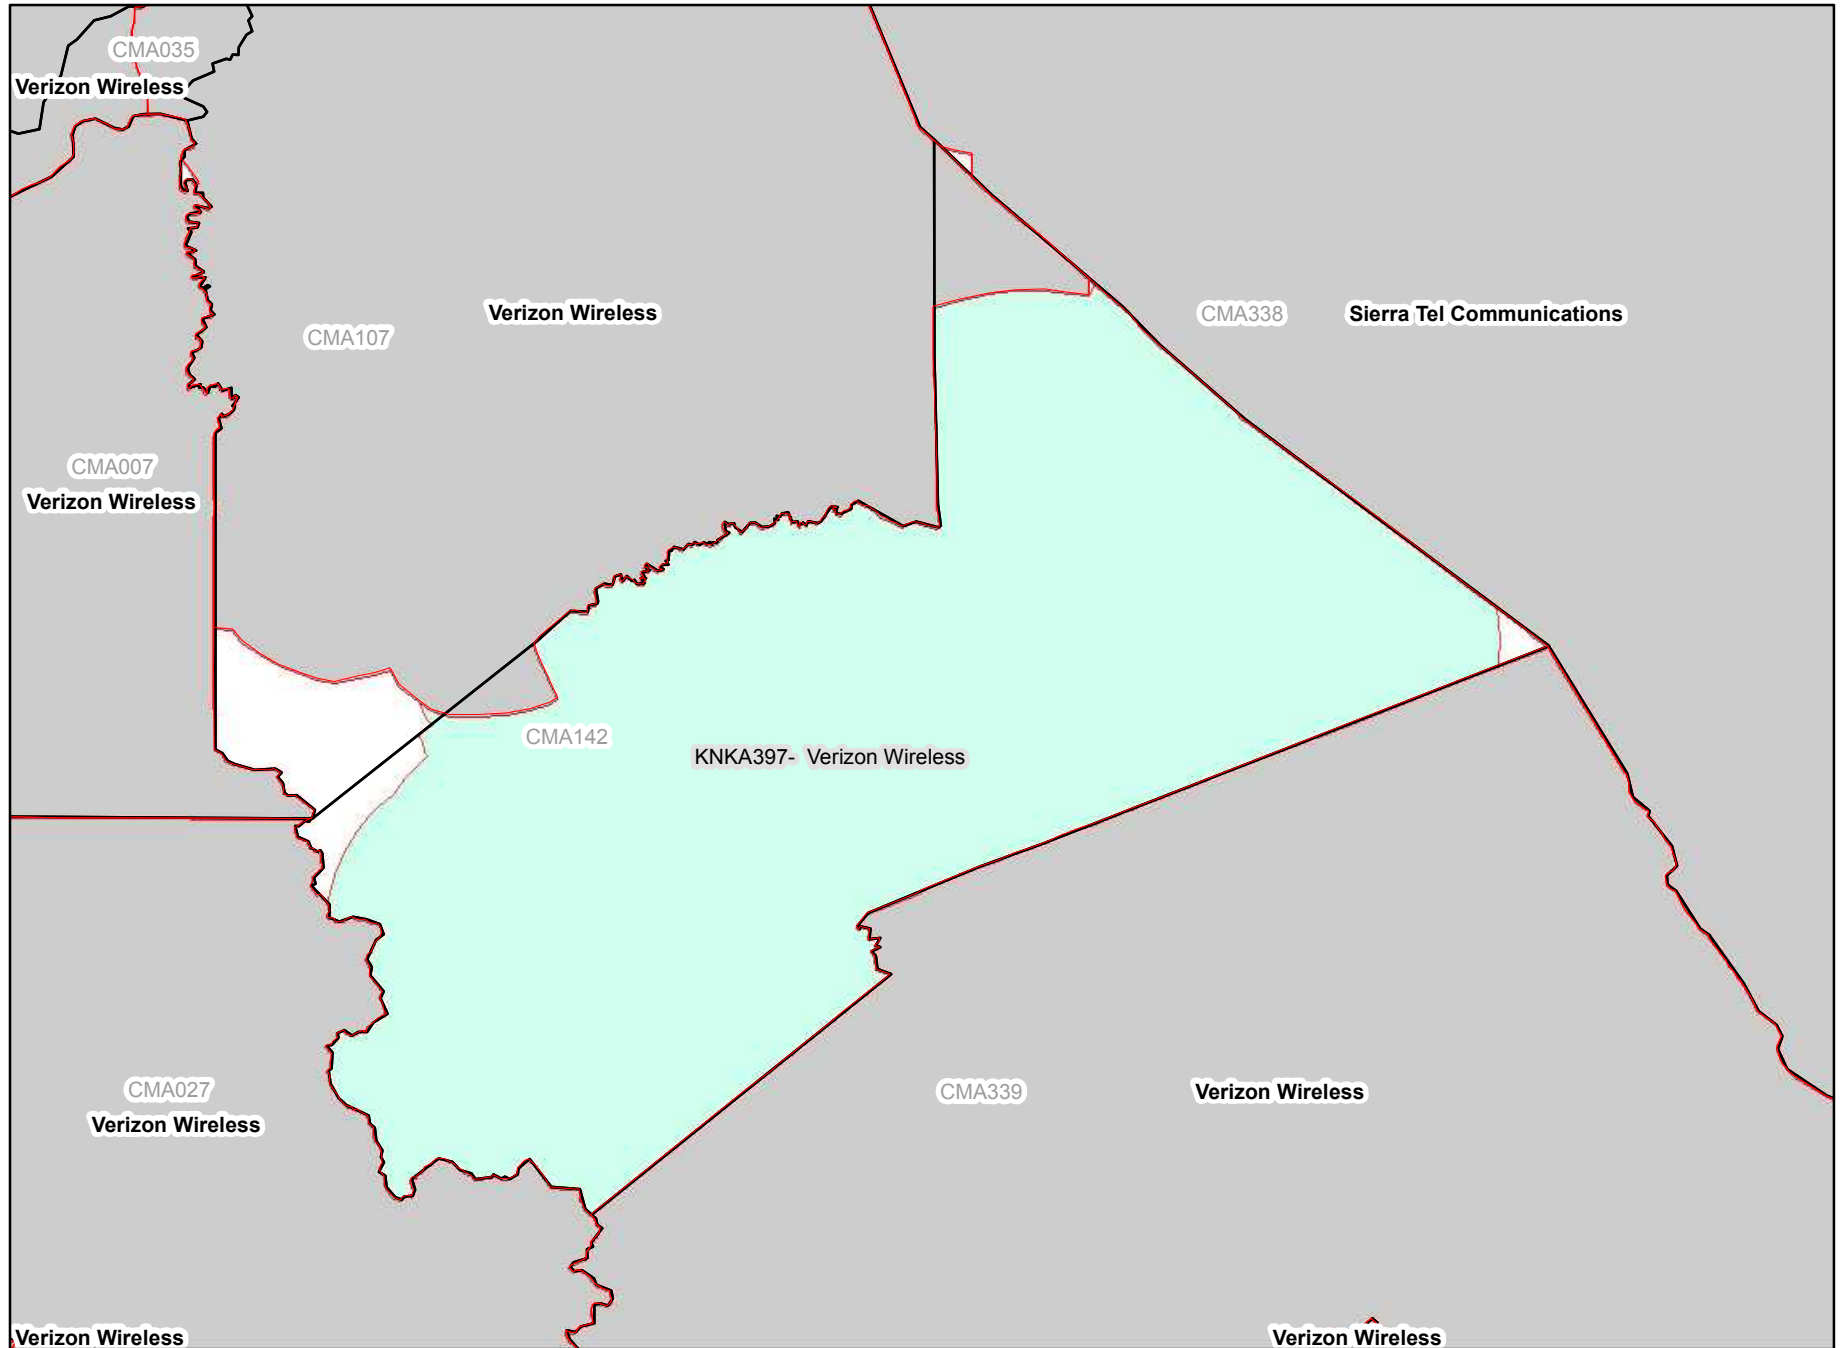 CMA035
Verizon Wireless
CMA107
Verizon Wireless
CMA338
Sierra Tel Communications
CMA007
Verizon Wireless
CMA142
KNKA397- Verizon Wireless
CMA027
Verizon Wireless
CMA339
Verizon Wireless
Verizon Wireless
Verizon Wireless